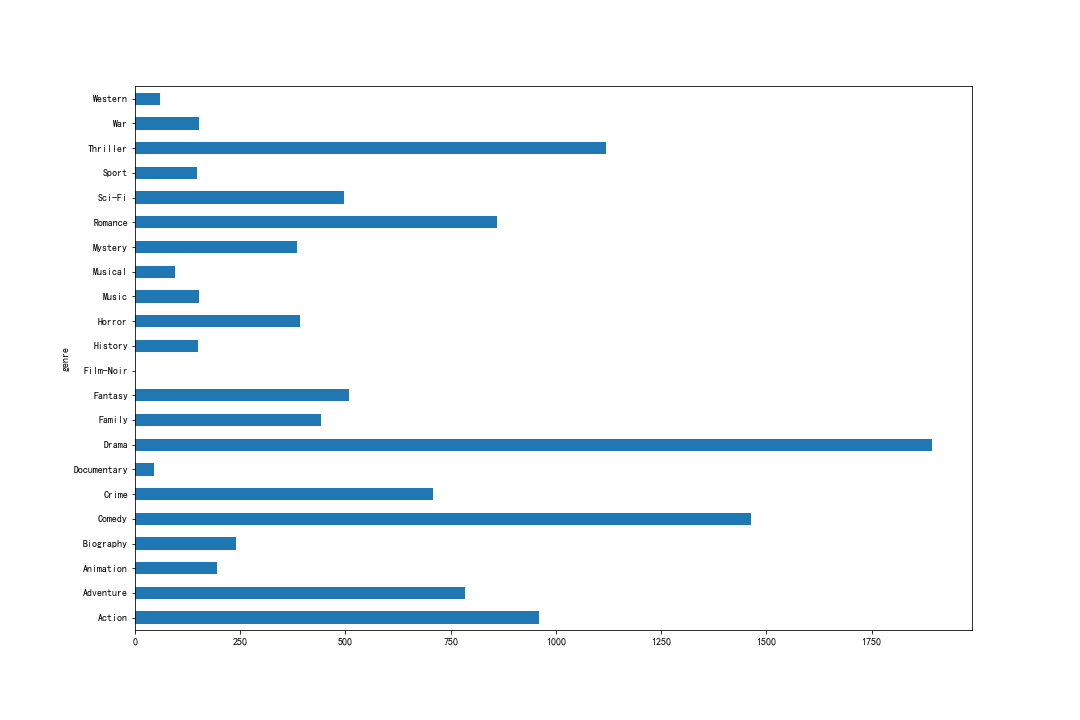 Western
War
Thriller
Sport
Sci-Fi
Romance
Mystery
Musical
Music
Horror
History
genre
Film-Noir
Fantasy
Family
Drama
Documentary
Crime
Comedy
Biography
Animation
Adventure
Action
0 250 500 750 1000 1250 1500 1750